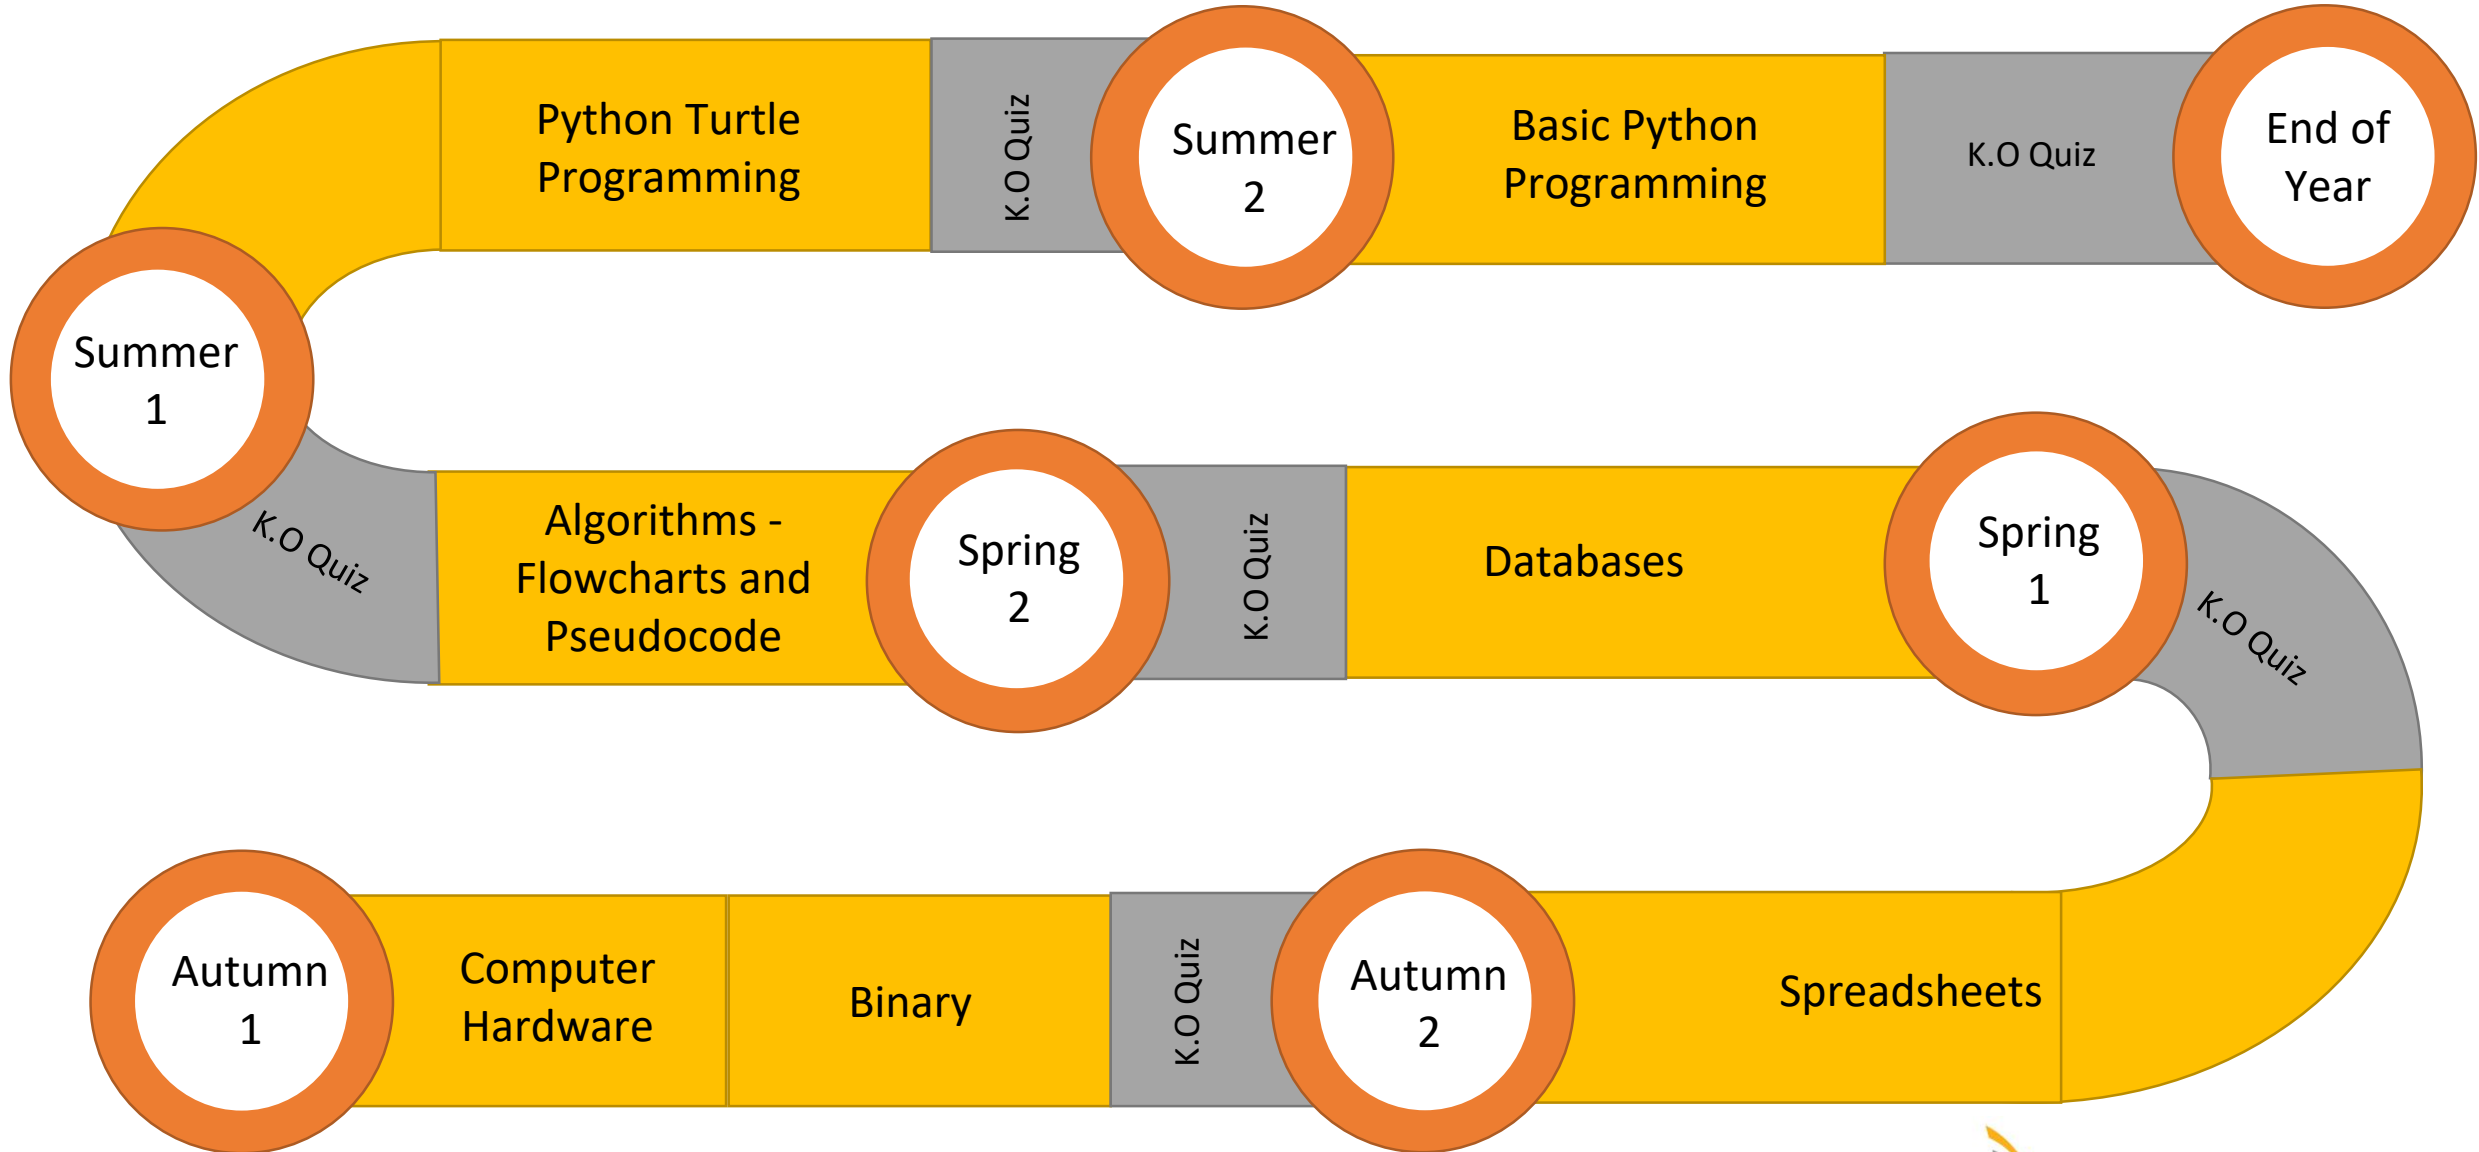 Python Turtle
Programming
K.O Quiz
Summer
2
Basic Python
Programming
K.O Quiz
End of
Year
Summer
1
K.O Quiz
Algorithms -
Flowcharts and
Pseudocode
Spring
2
K.O Quiz
Databases
Spring
1
K.O Quiz
Autumn
1
Computer
Hardware
Binary
K.O Quiz
Autumn
2
Spreadsheets